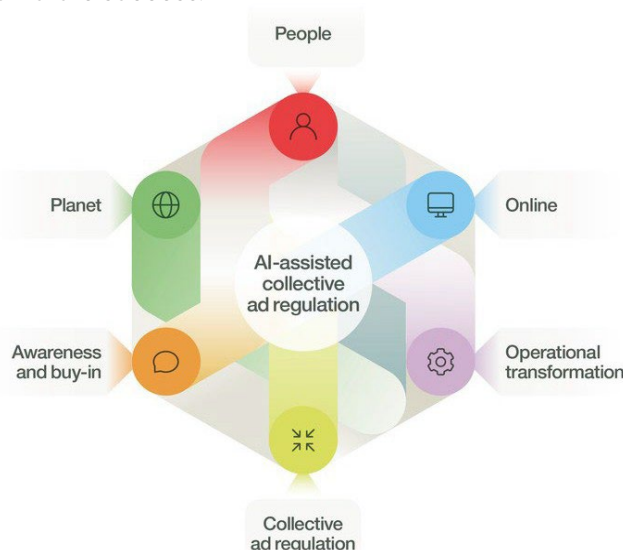 People
Planet
Online
AI-assisted
collective
ad regulation
Awareness
and buy-in
Operational
transformation
Collective
ad regulation